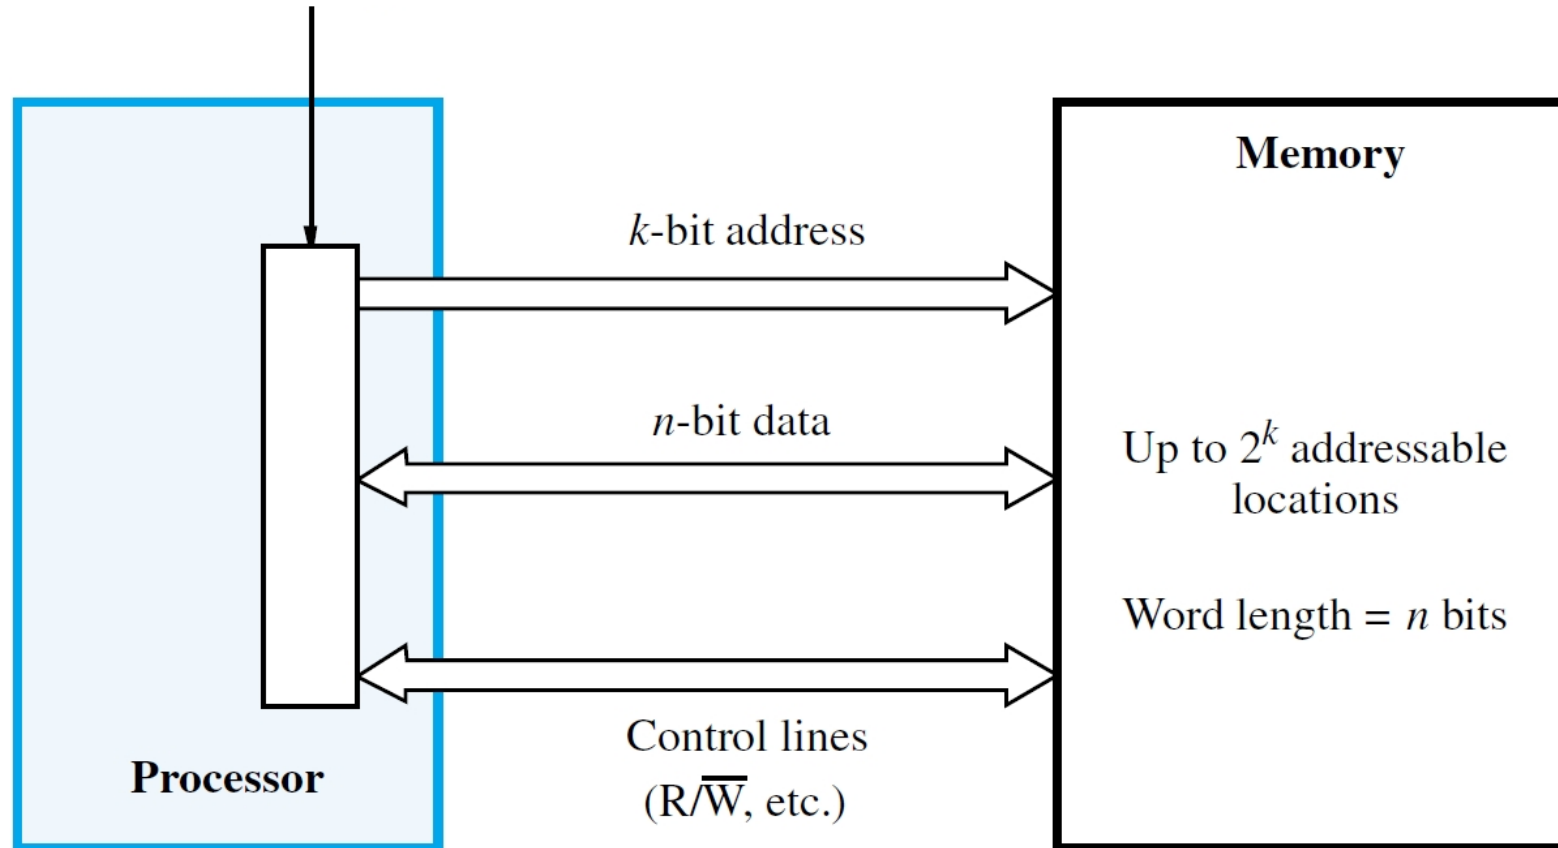 Memory
k-bit address
n-bit data
Up to 2^k addressable
locations
Word length = n bits
Control lines
(R/W̅, etc.)
Processor